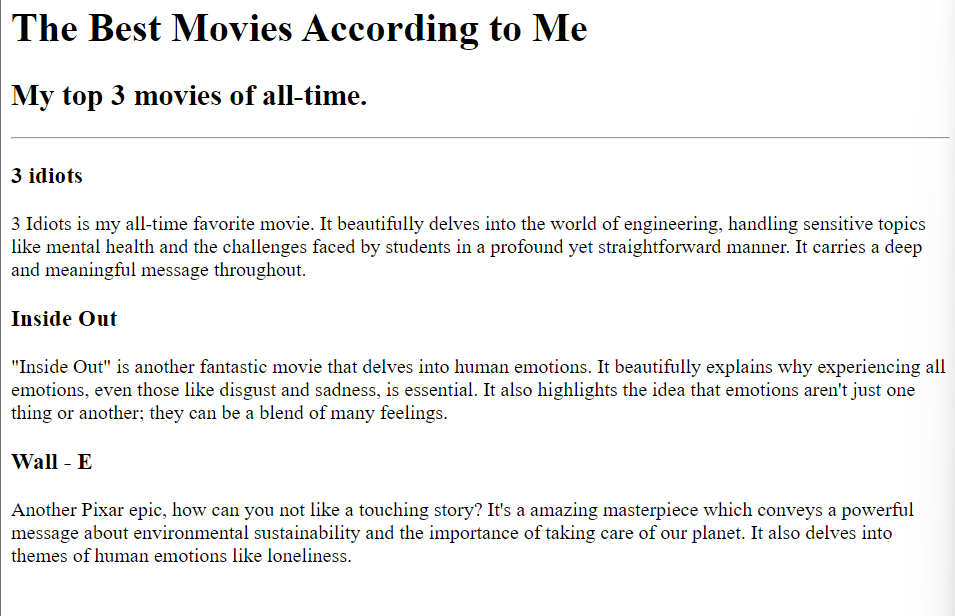 The Best Movies According to Me
My top 3 movies of all-time.
3 idiots
3 Idiots is my all-time favorite movie. It beautifully delves into the world of engineering, handling sensitive topics
like mental health and the challenges faced by students in a profound yet straightforward manner. It carries a deep
and meaningful message throughout.
Inside Out
"Inside Out" is another fantastic movie that delves into human emotions. It beautifully explains why experiencing all
emotions, even those like disgust and sadness, is essential. It also highlights the idea that emotions aren't just one
thing or another; they can be a blend of many feelings.
Wall - E
Another Pixar epic, how can you not like a touching story? It's a amazing masterpiece which conveys a powerful
message about environmental sustainability and the importance of taking care of our planet. It also delves into
themes of human emotions like loneliness.